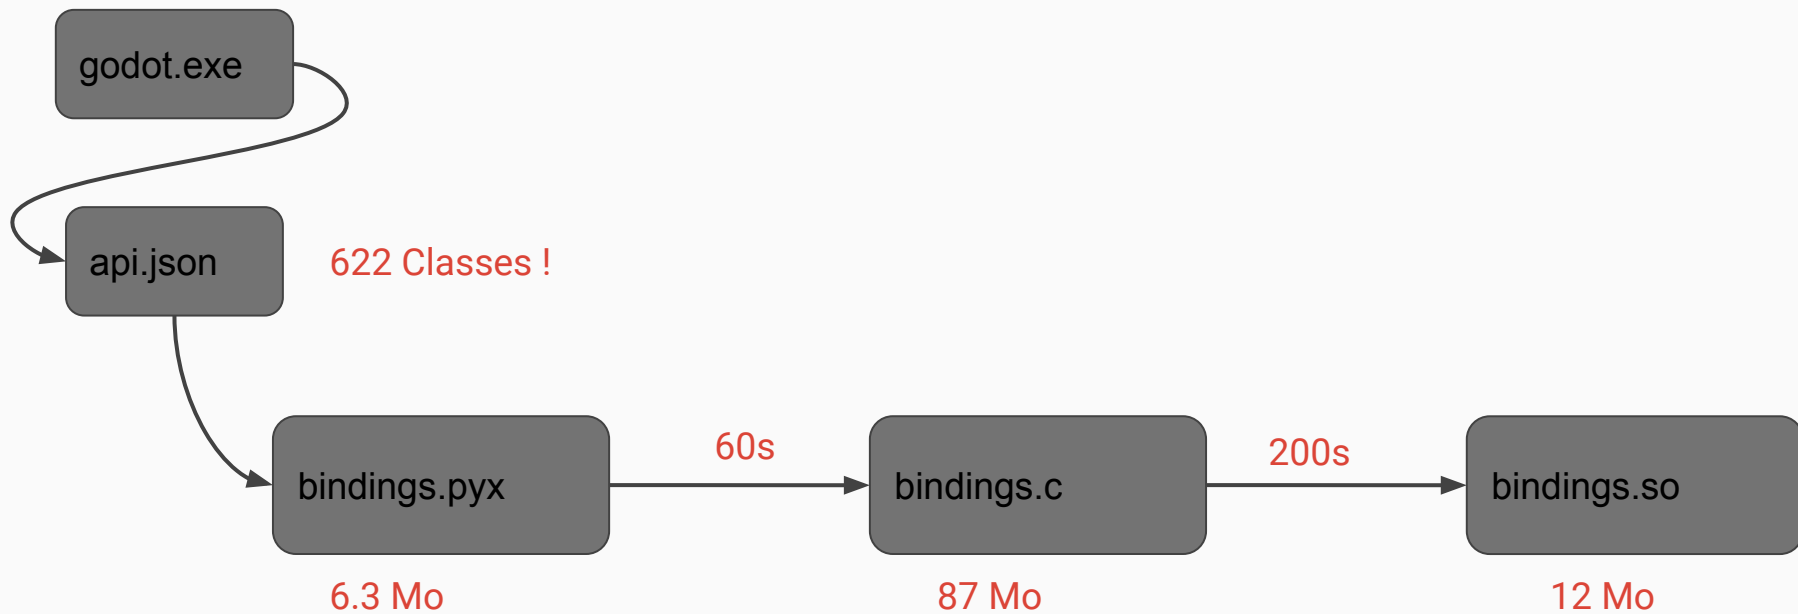 godot.exe
api.json
622 Classes !
60s
200s
bindings.pyx
bindings.c
bindings.so
6.3 Mo
87 Mo
12 Mo